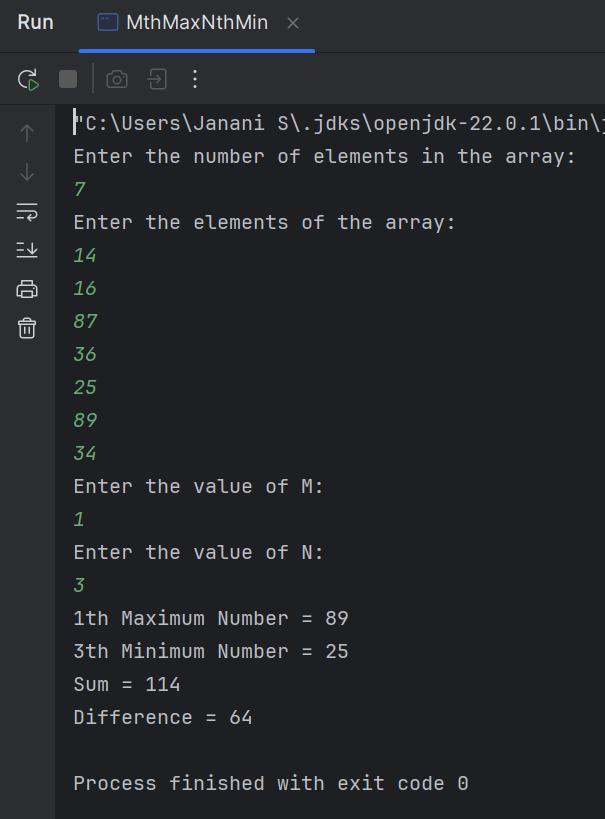 Run MthMaxNthMin
"C:\Users\Janani S\.jdks\openjdk-22.0.1\bin\
Enter the number of elements in the array:
7
Enter the elements of the array:
14
16
87
36
25
89
34
Enter the value of M:
1
Enter the value of N:
3
1th Maximum Number = 89
3th Minimum Number = 25
Sum = 114
Difference = 64
Process finished with exit code 0